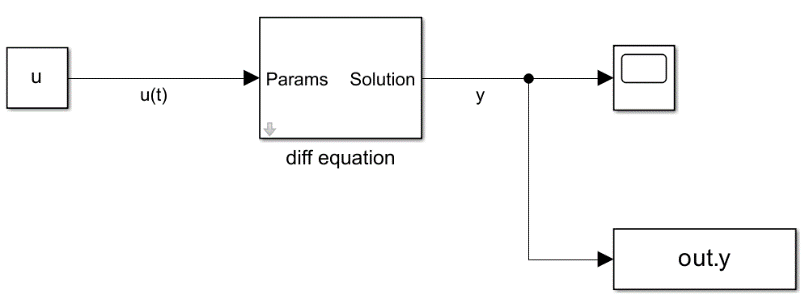 u
u(t)
Params Solution
diff equation
y
out.y